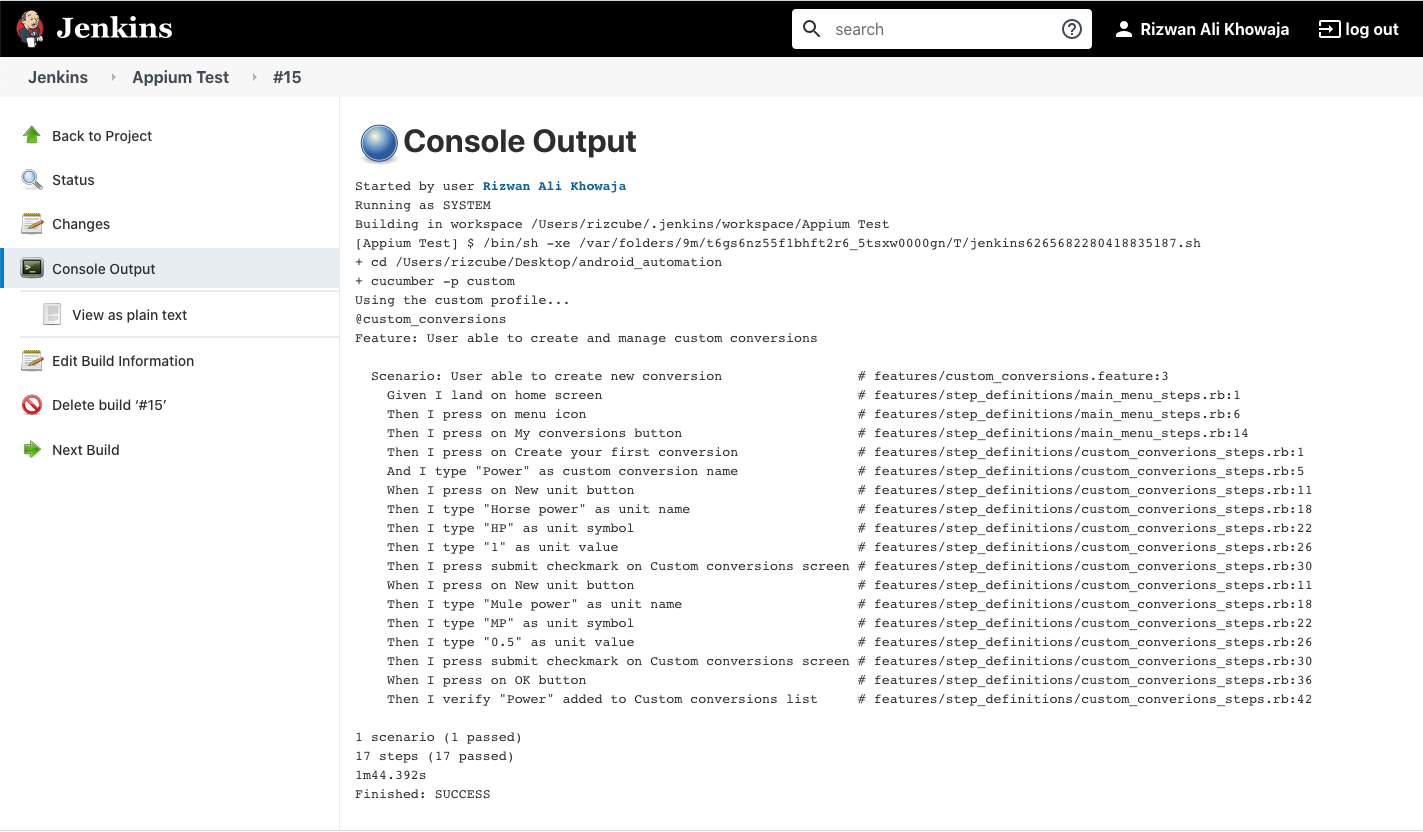 Jenkins
search
Rizwan Ali Khowaja
log out
Jenkins
Appium Test
#15
Back to Project
Status
Changes
Console Output
View as plain text
Edit Build Information
Delete build ‘#15’
Next Build
Console Output
Started by user Rizwan Ali Khowaja
Running as SYSTEM
Building in workspace /Users/rizcube/.jenkins/workspace/Appium Test
[Appium Test] $ /bin/sh -xe /var/folders/9m/t6gs6nz55f1bhft2r6_5tsxw0000gn/T/jenkins6265682280418835187.sh
+ cd /Users/rizcube/Desktop/android_automation
+ cucumber -p custom
Using the custom profile...
@custom_conversions
Feature: User able to create and manage custom conversions
Scenario: User able to create new conversion # features/custom_conversions.feature:3
Given I land on home screen # features/step_definitions/main_menu_steps.rb:1
Then I press on menu icon # features/step_definitions/main_menu_steps.rb:6
Then I press on My conversions button # features/step_definitions/main_menu_steps.rb:14
Then I press on Create your first conversion # features/step_definitions/custom_converions_steps.rb:1
And I type "Power" as custom conversion name # features/step_definitions/custom_converions_steps.rb:5
When I press on New unit button # features/step_definitions/custom_converions_steps.rb:11
Then I type "Horse power" as unit name # features/step_definitions/custom_converions_steps.rb:18
Then I type "HP" as unit symbol # features/step_definitions/custom_converions_steps.rb:22
Then I type "1" as unit value # features/step_definitions/custom_converions_steps.rb:26
Then I press submit checkmark on Custom conversions screen # features/step_definitions/custom_converions_steps.rb:30
When I press on New unit button # features/step_definitions/custom_converions_steps.rb:11
Then I type "Mule power" as unit name # features/step_definitions/custom_converions_steps.rb:18
Then I type "MP" as unit symbol # features/step_definitions/custom_converions_steps.rb:22
Then I type "0.5" as unit value # features/step_definitions/custom_converions_steps.rb:26
Then I press submit checkmark on Custom conversions screen # features/step_definitions/custom_converions_steps.rb:30
When I press on OK button # features/step_definitions/custom_converions_steps.rb:36
Then I verify "Power" added to Custom conversions list # features/step_definitions/custom_converions_steps.rb:42
1 scenario (1 passed)
17 steps (17 passed)
1m44.392s
Finished: SUCCESS